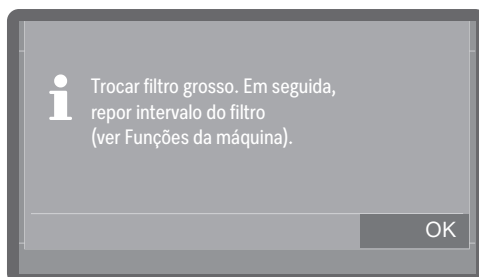 Trocar filtro grosso. Em seguida,
repor intervalo do filtro
(ver Funções da máquina).
OK